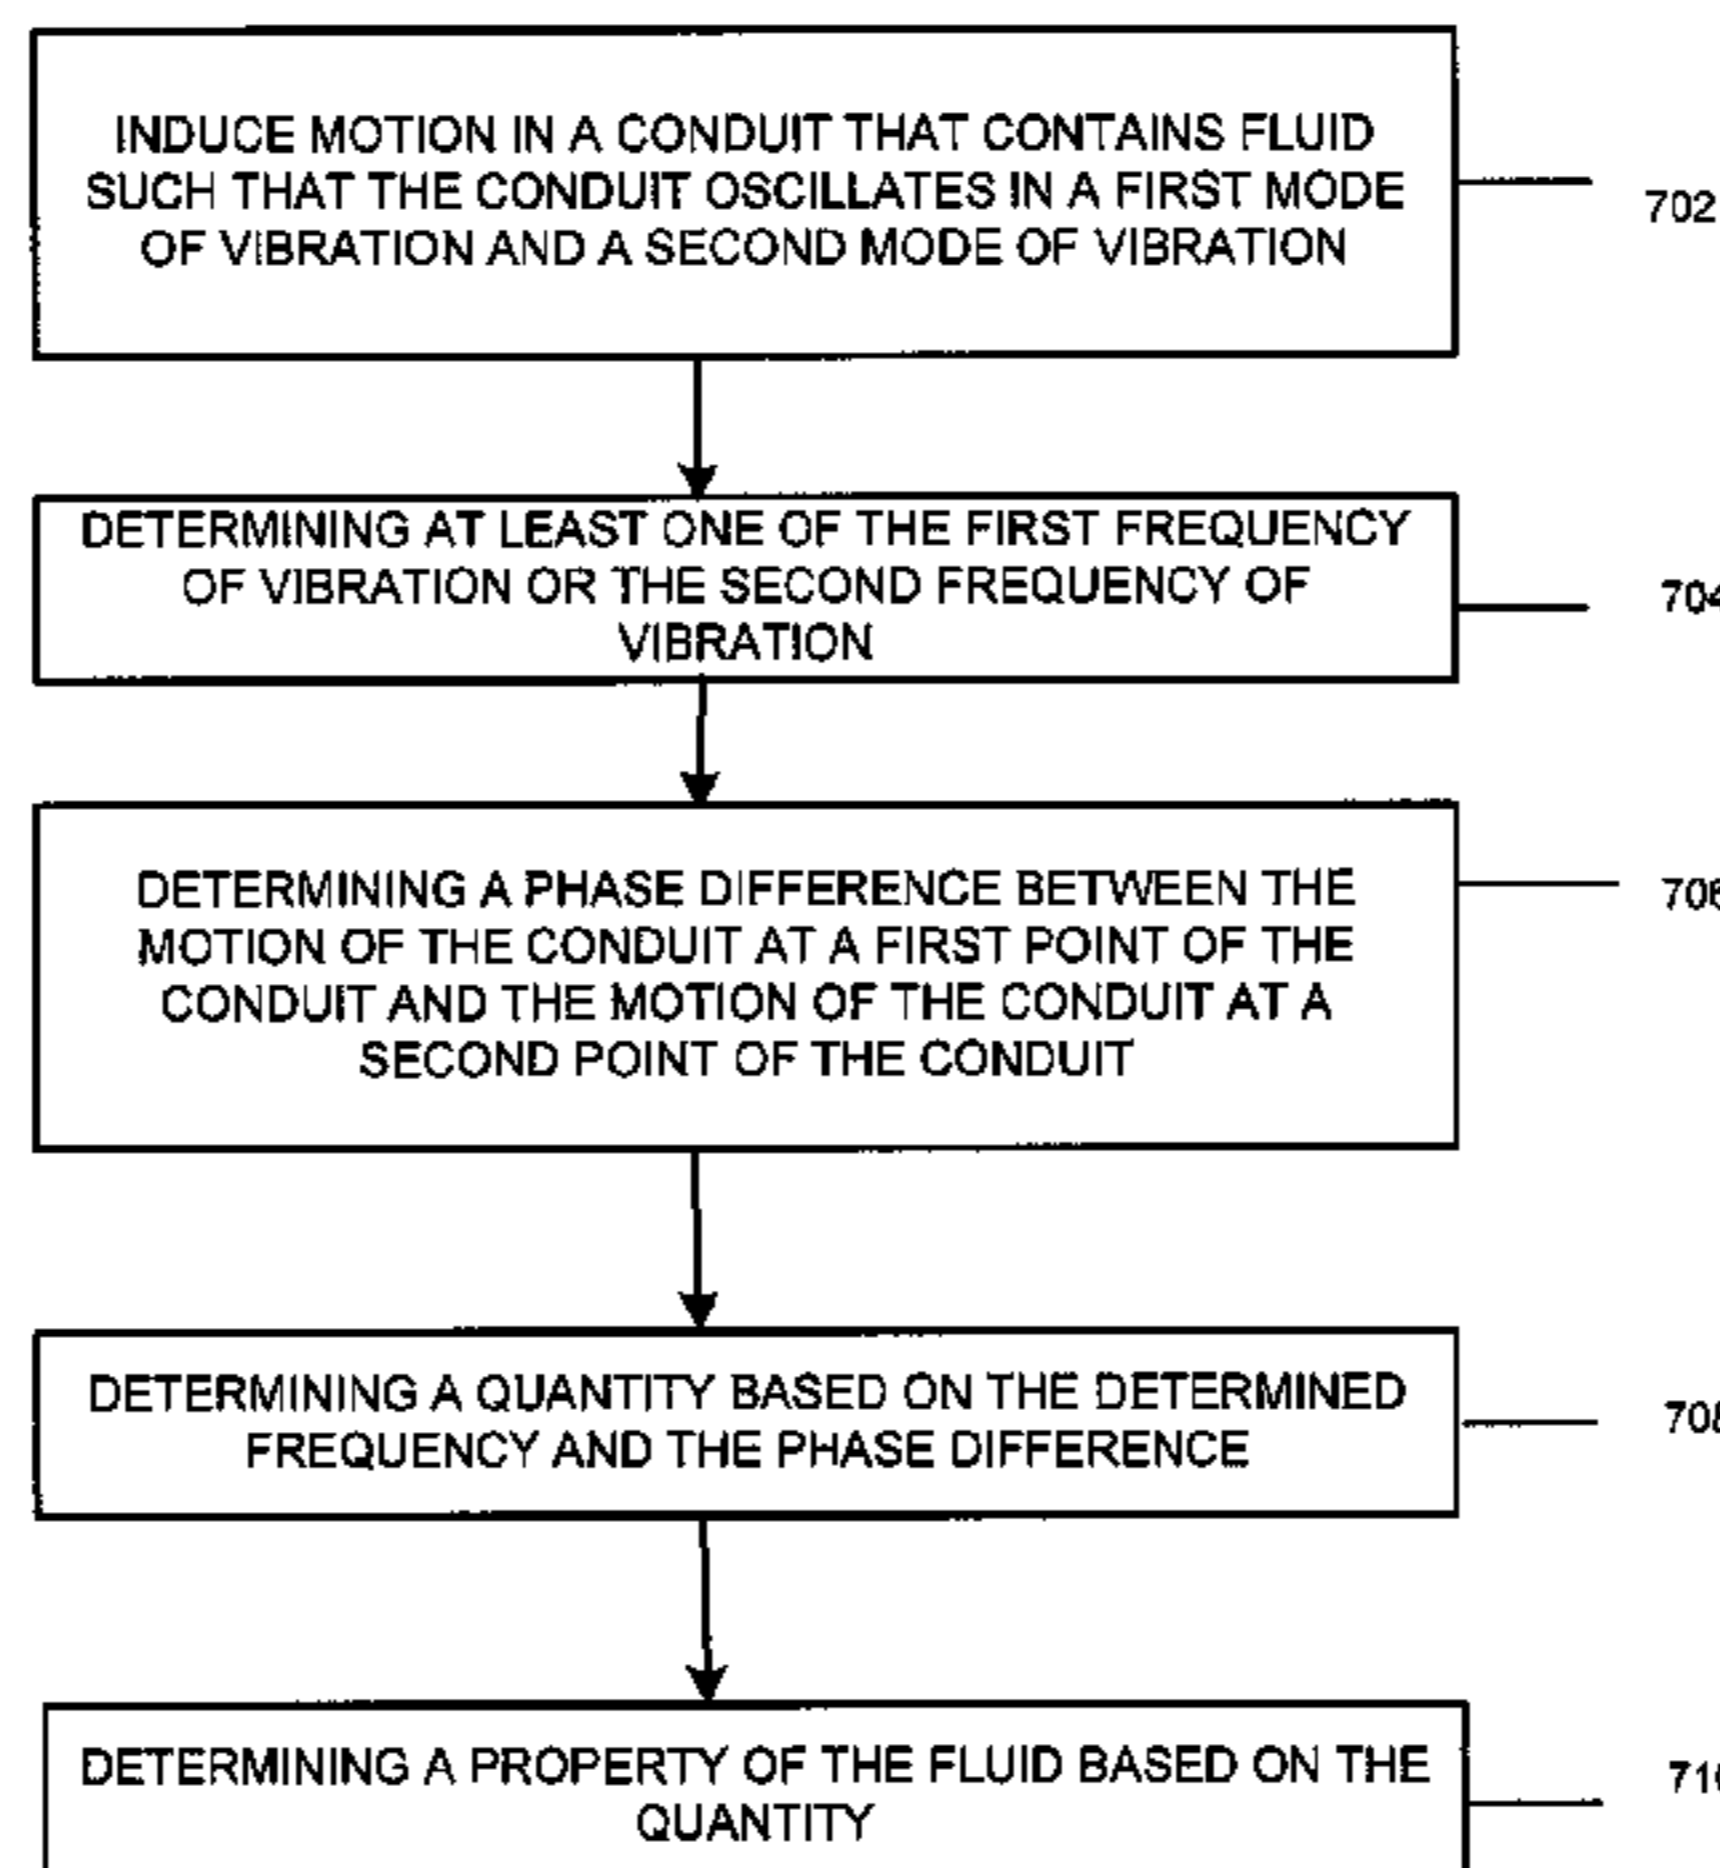 INDUCE MOTION IN A CONDUIT THAT CONTAINS FLUID
SUCH THAT THE CONDUIT OSCILLATES IN A FIRST MODE
OF VIBRATION AND A SECOND MODE OF VIBRATION
702
DETERMINING AT LEAST ONE OF THE FIRST FREQUENCY
OF VIBRATION OR THE SECOND FREQUENCY OF
VIBRATION
704
DETERMINING A PHASE DIFFERENCE BETWEEN THE
MOTION OF THE CONDUIT AT A FIRST POINT OF THE
CONDUIT AND THE MOTION OF THE CONDUIT AT A
SECOND POINT OF THE CONDUIT
706
DETERMINING A QUANTITY BASED ON THE DETERMINED
FREQUENCY AND THE PHASE DIFFERENCE
708
DETERMINING A PROPERTY OF THE FLUID BASED ON THE
QUANTITY
710